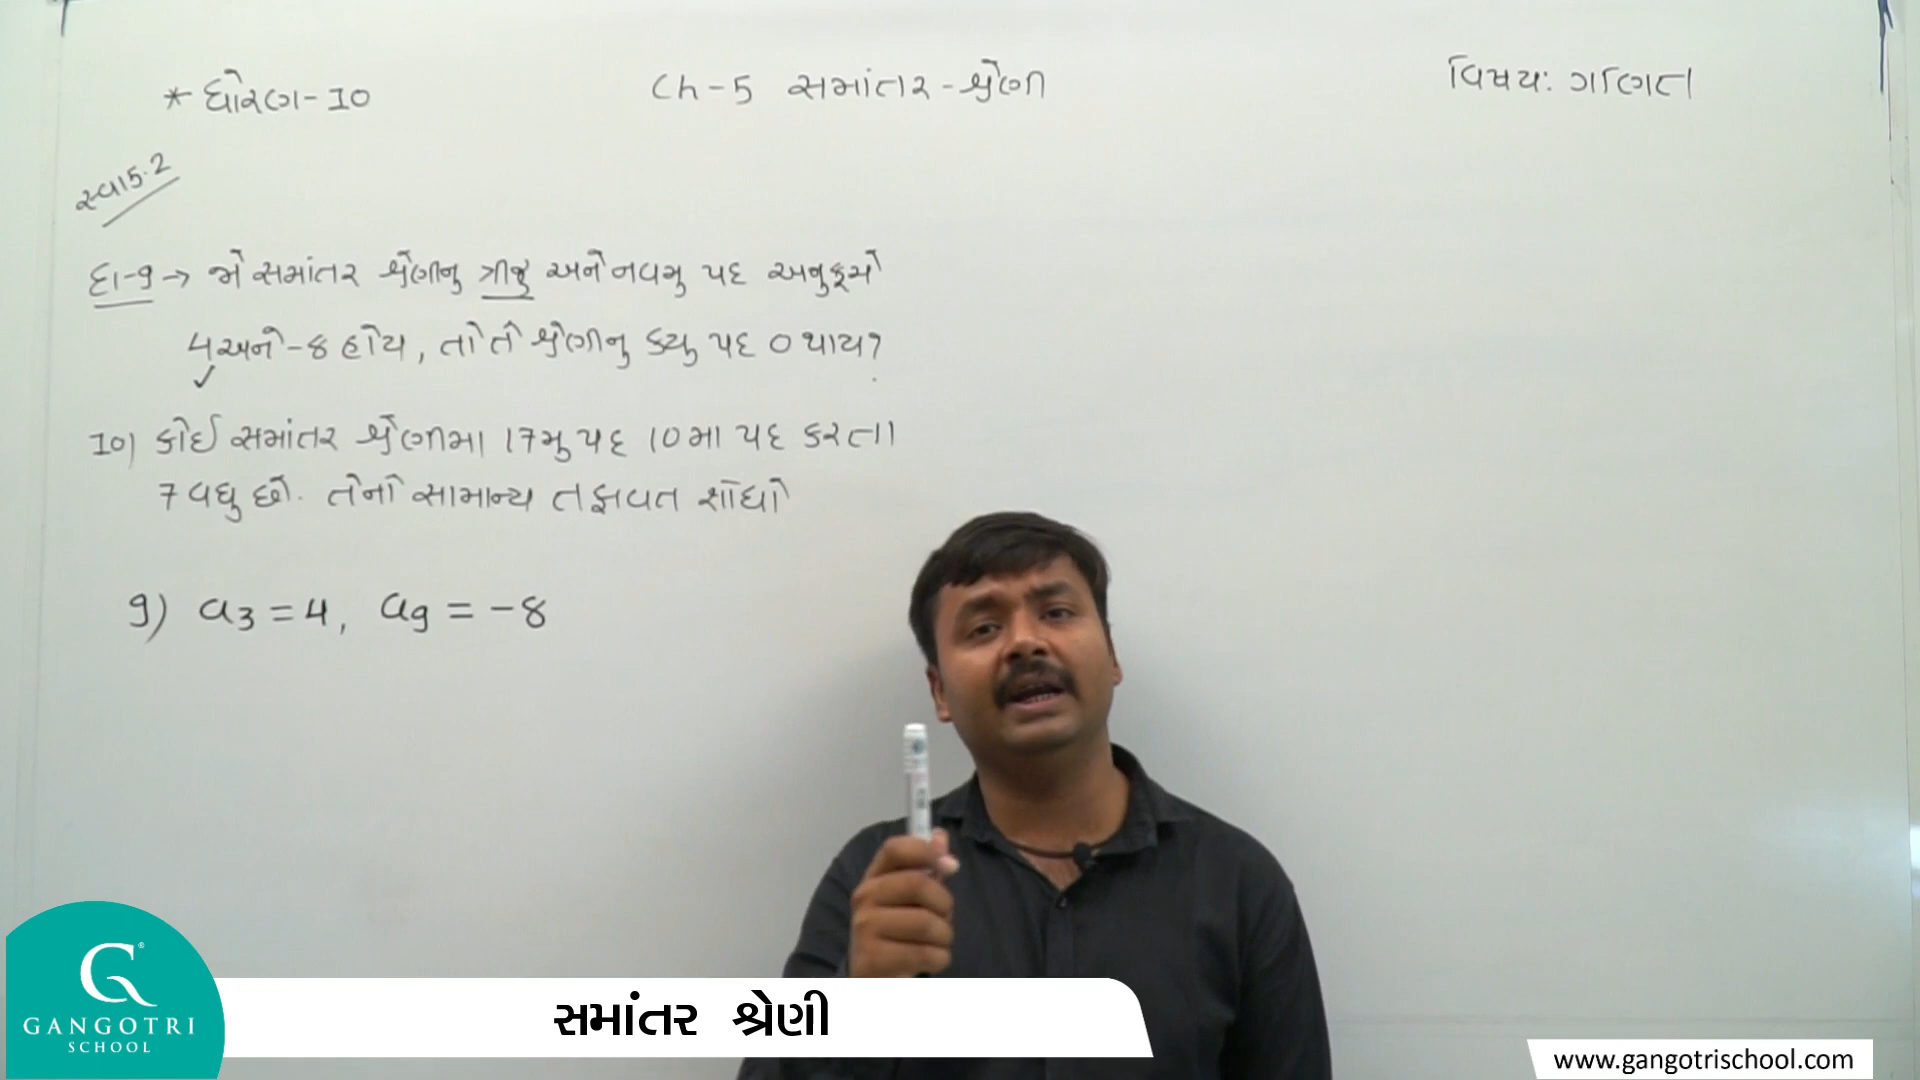 * ધોરણ-10
Ch-5 સમાંતર-શ્રેણી
વિષય: ગણિત
સ્વા 5.2
દા-9 → જો સમાંતર શ્રેણીનુ ત્રીજુ અને નવમુ પદ અનુક્રમે
4 અને -8 હોય, તો તે શ્રેણીનુ કયુ પદ 0 થાય?
10) કોઈ સમાંતર શ્રેણીમા 17મુ પદ 10 મા પદ કરતા
7 વધુ છે. તેનો સામાન્ય તફાવત શોધો
9) a3 = 4, a9 = -8
G
GANGOTRI
SCHOOL
સમાંતર શ્રેણી
www.gangotrischool.com